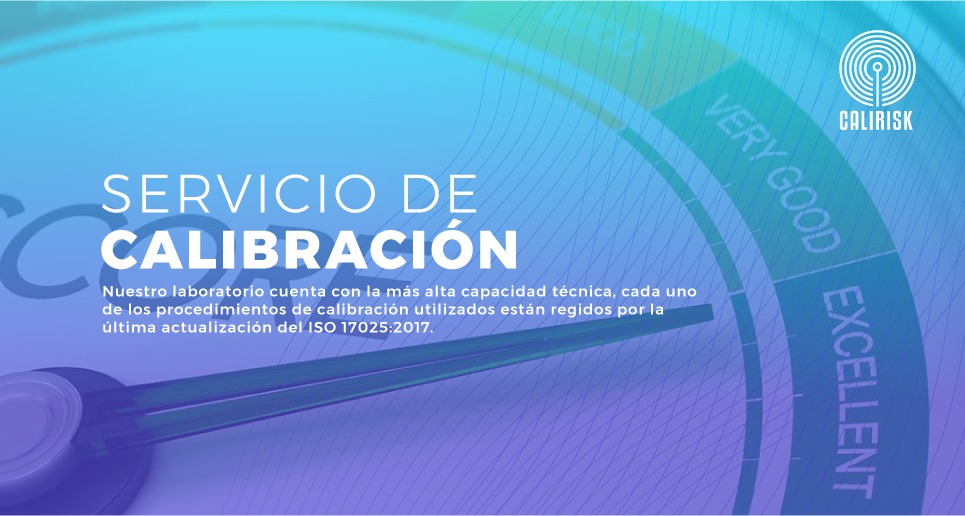 CALIRISK
VERY GOOD
SERVICIO DE
CALIBRACIÓN
Nuestro laboratorio cuenta con la más alta capacidad técnica, cada uno
de los procedimientos de calibración utilizados están regidos por la
última actualización del ISO 17025:2017.
SCORE
EXCELLENT